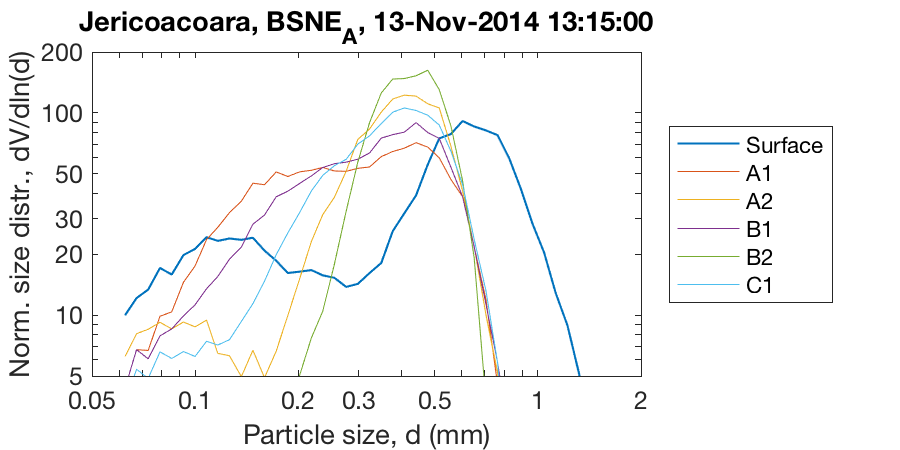 Jericoacoara, BSNE_A, 13-Nov-2014 13:15:00
Norm. size distr., dV/dln(d)
200
100
50
30
20
10
5
0.05 0.1 0.2 0.3 0.5 1 2
Particle size, d (mm)
Surface
A1
A2
B1
B2
C1